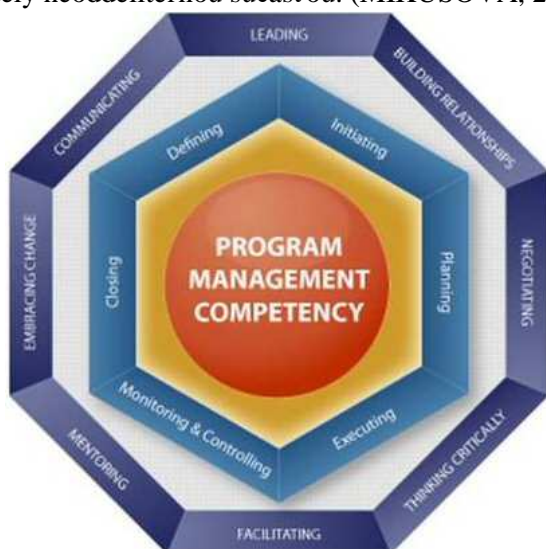 LEADING
BUILDING RELATIONSHIPS
NEGOTIATING
THINKING CRITICALLY
FACILITATING
MENTORING
EMBRACING CHANGE
COMMUNICATING
Defining
Initiating
Planning
Executing
Monitoring & Controlling
Closing
PROGRAM
MANAGEMENT
COMPETENCY